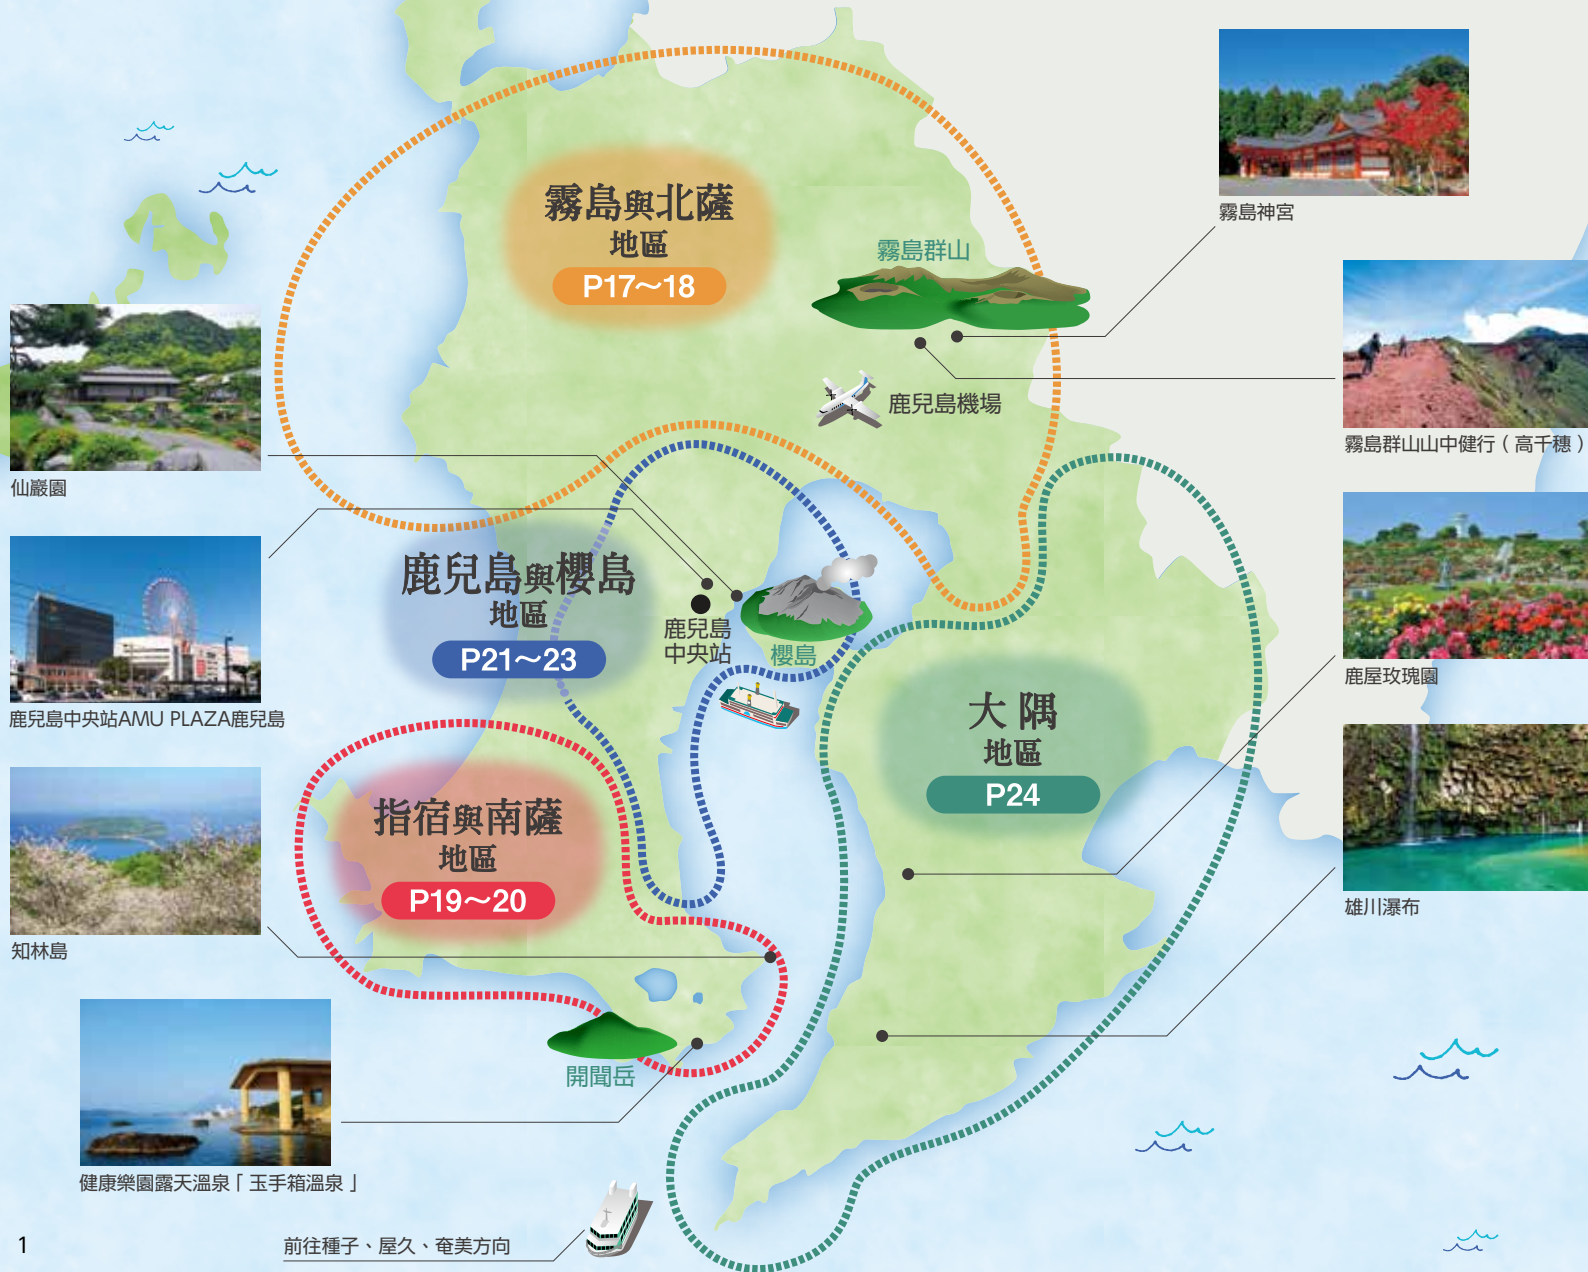 霧島與北薩
地區
P17～18
霧島群山
霧島神宮
鹿兒島機場
霧島群山山中健行（高千穗）
仙巖園
鹿兒島與櫻島
地區
P21～23
鹿兒島
中央站
櫻島
鹿屋玫瑰園
鹿兒島中央站AMU PLAZA鹿兒島
大隅
地區
P24
指宿與南薩
地區
P19～20
雄川瀑布
知林島
開聞岳
健康樂園露天溫泉「玉手箱溫泉」
前往種子、屋久、奄美方向
1